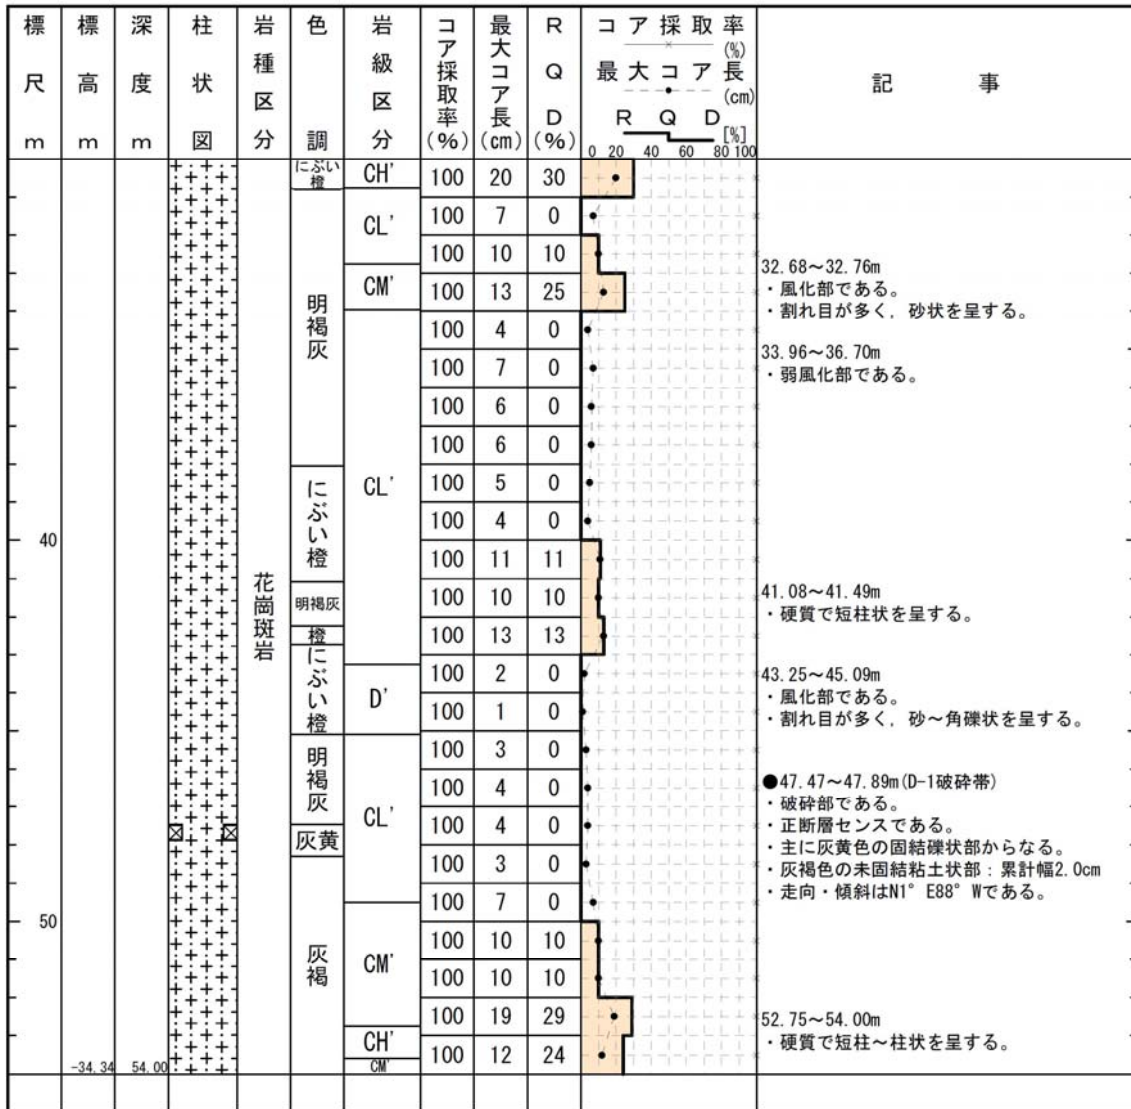 標尺m
標高m
深度m
柱状図
岩種区分
色調
岩級区分
コア採取率(%)
最大コア長(cm)
RQD(%)
コア採取率
(%)
最大コア長
(cm)
RQD
[%]
0 20 40 60 80 100
記事
にぶい橙
CH'
100 20 30
100 7 0
CL'
100 10 10
32.68～32.76m
・風化部である。
・割れ目が多く，砂状を呈する。
CM'
100 13 25
明褐灰
100 4 0
33.96～36.70m
・弱風化部である。
100 7 0
100 6 0
100 6 0
CL'
100 5 0
にぶい橙
100 4 0
40
100 11 11
花崗斑岩
明褐灰
100 10 10
41.08～41.49m
・硬質で短柱状を呈する。
橙
100 13 13
にぶい橙
100 2 0
43.25～45.09m
・風化部である。
・割れ目が多く，砂～角礫状を呈する。
D'
100 1 0
明褐灰
100 3 0
100 4 0
●47.47～47.89m(D-1破砕帯)
・破砕部である。
・正断層センスである。
・主に灰黄色の固結礫状部からなる。
・灰褐色の未固結粘土状部：累計幅2.0cm
・走向・傾斜はN1°E88°Wである。
CL'
灰黄
100 4 0
100 3 0
100 7 0
50
灰褐
CM'
100 10 10
100 10 10
100 19 29
52.75～54.00m
・硬質で短柱～柱状を呈する。
CH'
100 12 24
CM'
-34.34 54.00